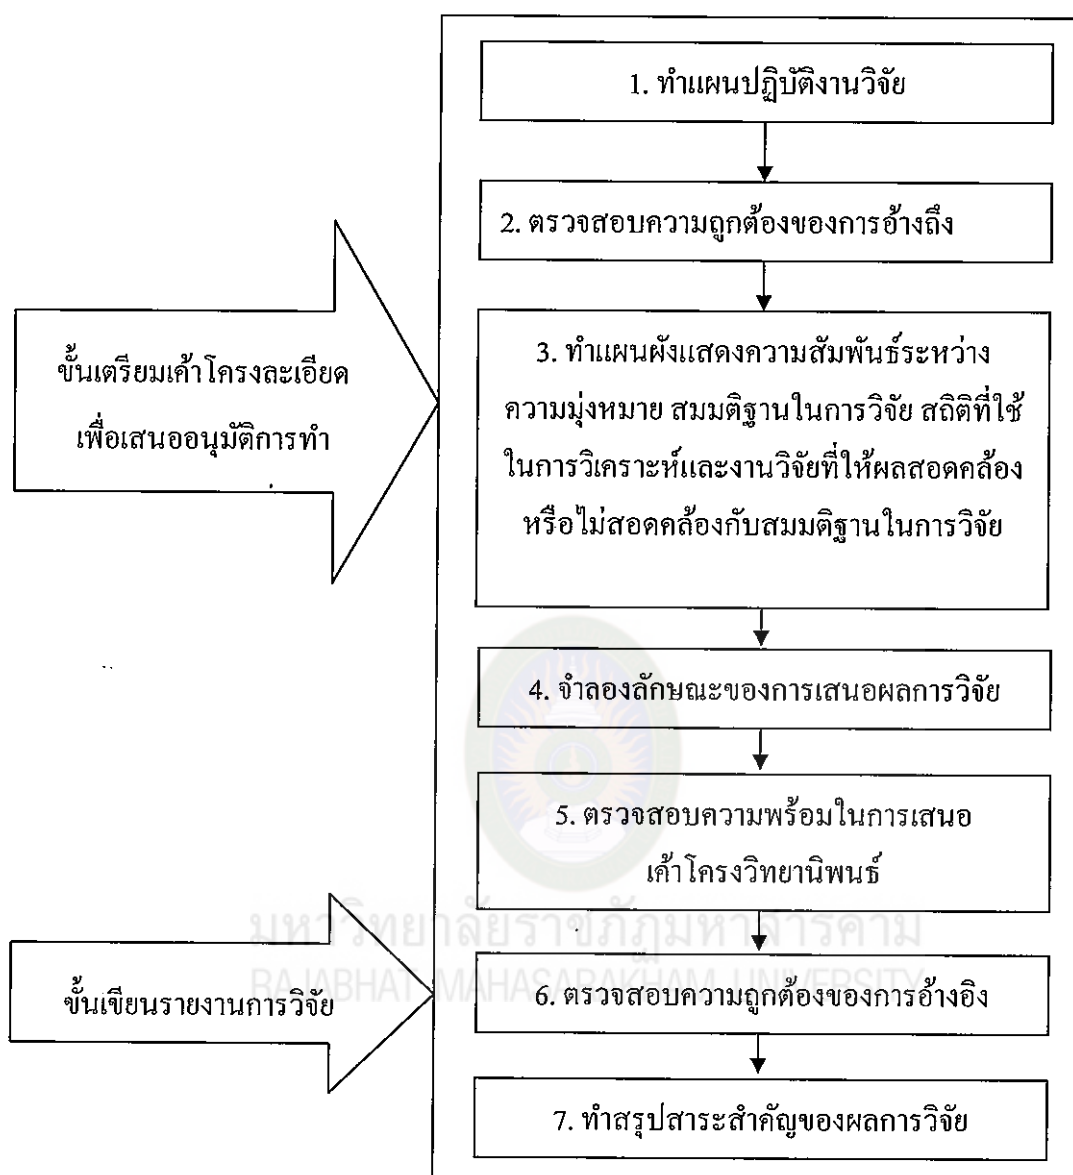 1. ทำแผนปฏิบัติงานวิจัย
2. ตรวจสอบความถูกต้องของการอ้างถึง
ขั้นเตรียมเค้าโครงละเอียด
เพื่อเสนออนุมัติการทำ
3. ทำแผนผังแสดงความสัมพันธ์ระหว่าง
ความมุ่งหมาย สมมติฐานในการวิจัย สถิติที่ใช้
ในการวิเคราะห์และงานวิจัยที่ให้ผลสอดคล้อง
หรือไม่สอดคล้องกับสมมติฐานในการวิจัย
4. จำลองลักษณะของการเสนอผลการวิจัย
5. ตรวจสอบความพร้อมในการเสนอ
เค้าโครงวิทยานิพนธ์
มหาวิทยาลัยราชภัฏมหาสารคาม
RAJABHAT MAHASARAKHAM UNIVERSITY
ขั้นเขียนรายงานการวิจัย
6. ตรวจสอบความถูกต้องของการอ้างอิง
7. ทำสรุปสาระสำคัญของผลการวิจัย